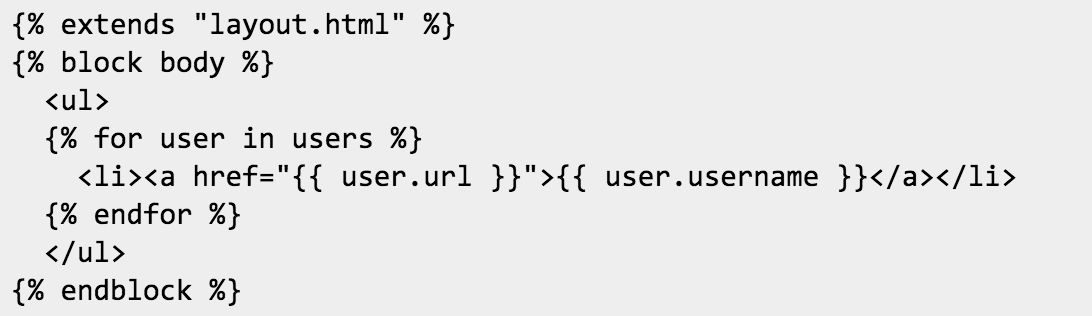 {% extends "layout.html" %}
{% block body %}
  <ul>
  {% for user in users %}
    <li><a href="{{ user.url }}">{{ user.username }}</a></li>
  {% endfor %}
  </ul>
{% endblock %}